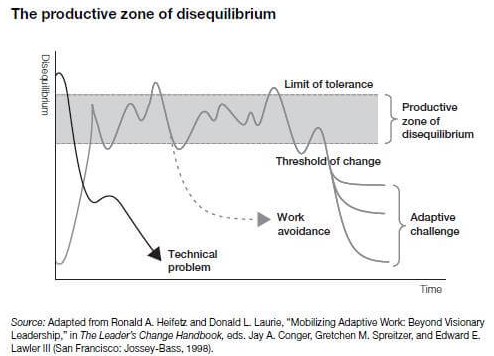 The productive zone of disequilibrium
Disequilibrium
Limit of tolerance
Productive
zone of
disequilibrium
Threshold of change
Work
avoidance
Adaptive
challenge
Technical
problem
Time
Source: Adapted from Ronald A. Heifetz and Donald L. Laurie, “Mobilizing Adaptive Work: Beyond Visionary
Leadership,” in The Leader's Change Handbook, eds. Jay A. Conger, Gretchen M. Spreitzer, and Edward E.
Lawler III (San Francisco: Jossey-Bass, 1998).